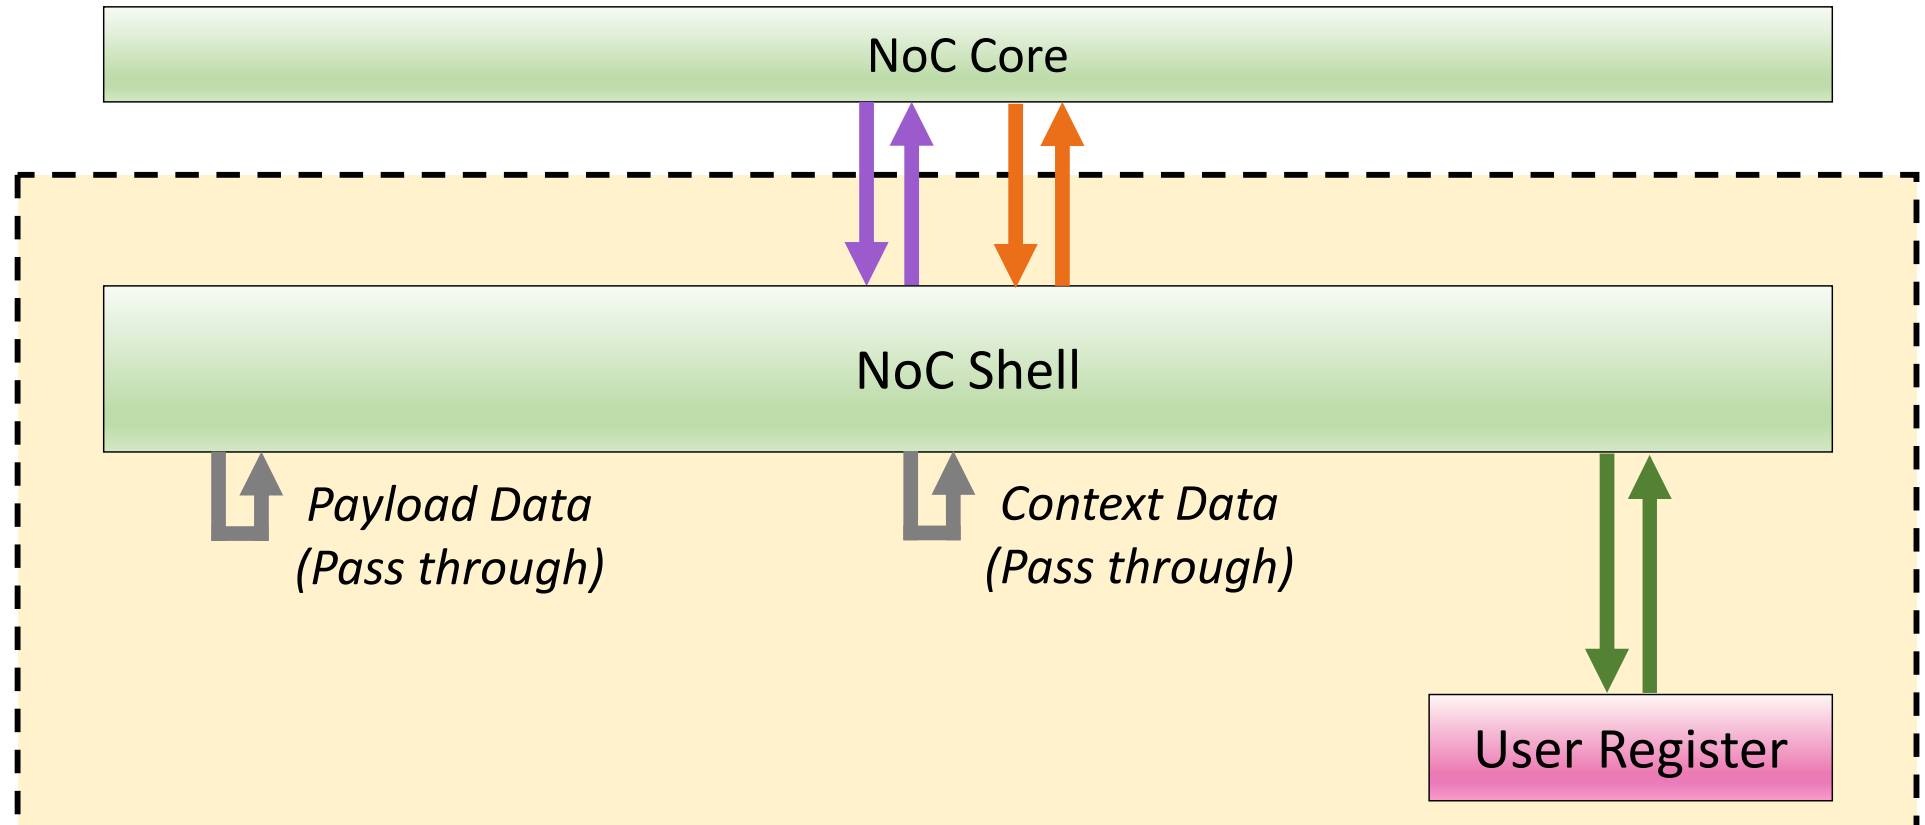 NoC Core
NoC Shell
Payload Data
(Pass through)
Context Data
(Pass through)
User Register